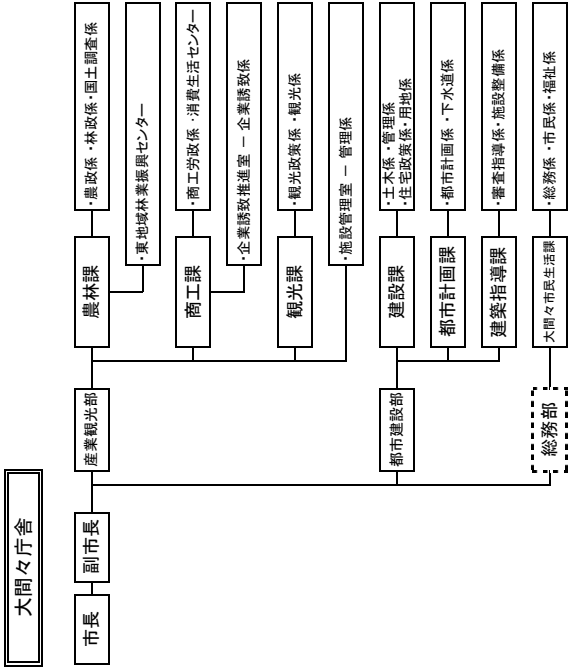 大間々庁舎
市長
副市長
産業観光部
農林課
・農政係・林政係・国土調査係
・東地域林業振興センター
商工課
・商工労政係・消費生活センター
・企業誘致推進室 ー 企業誘致係
観光課
・観光政策係・観光係
・施設管理室 ー 管理係
都市建設部
建設課
・土木係・管理係
・住宅政策係・用地係
都市計画課
・都市計画係・下水道係
建築指導課
・審査指導係・施設整備係
総務部
大間々市民生活課
・総務係・市民係・福祉係